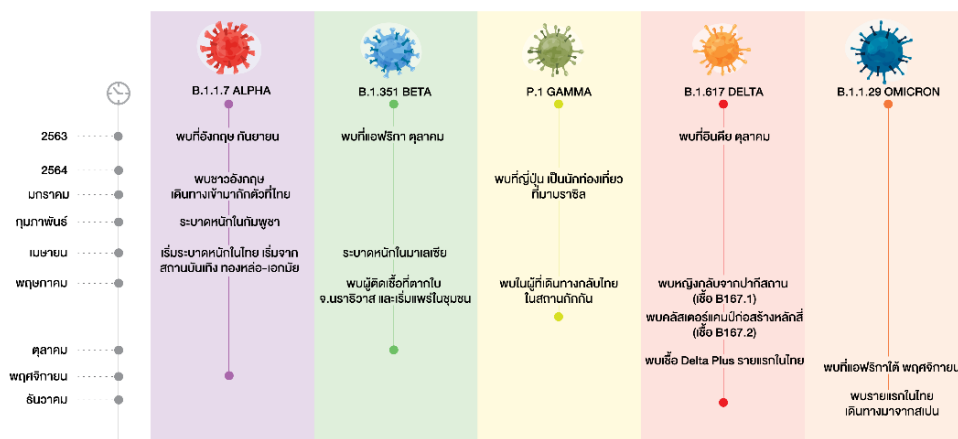 B.1.1.7 ALPHA
B.1.351 BETA
P.1 GAMMA
B.1.617 DELTA
B.1.1.29 OMICRON
2563
พบที่อังกฤษ กันยายน
พบที่แอฟริกา ตุลาคม
พบที่อินเดีย ตุลาคม
2564
มกราคม
พบชาวอังกฤษ
เดินทางเข้ามากักตัวที่ไทย
พบที่ญี่ปุ่น เป็นนักท่องเที่ยว
ที่มาบราซิล
กุมภาพันธ์
ระบาดหนักในกัมพูชา
เมษายน
เริ่มระบาดหนักในไทย เริ่มจาก
สถานบันเทิง ทองหล่อ-เอกมัย
ระบาดหนักในมาเลเซีย
พฤษภาคม
พบผู้ติดเชื้อที่ตากใบ
จ.นราธิวาส และเริ่มแพร่ในชุมชน
พบในผู้ที่เดินทางกลับไทย
ในสถานกักกัน
พบหญิงกลับจากปากีสถาน
(เชื้อ B167.1)
พบคลัสเตอร์แคมป์ก่อสร้างหลักสี่
(เชื้อ B167.2)
ตุลาคม
พบเชื้อ Delta Plus รายแรกในไทย
พฤศจิกายน
พบที่แอฟริกาใต้ พฤศจิกายน
ธันวาคม
พบรายแรกในไทย
เดินทางมาจากสเปน